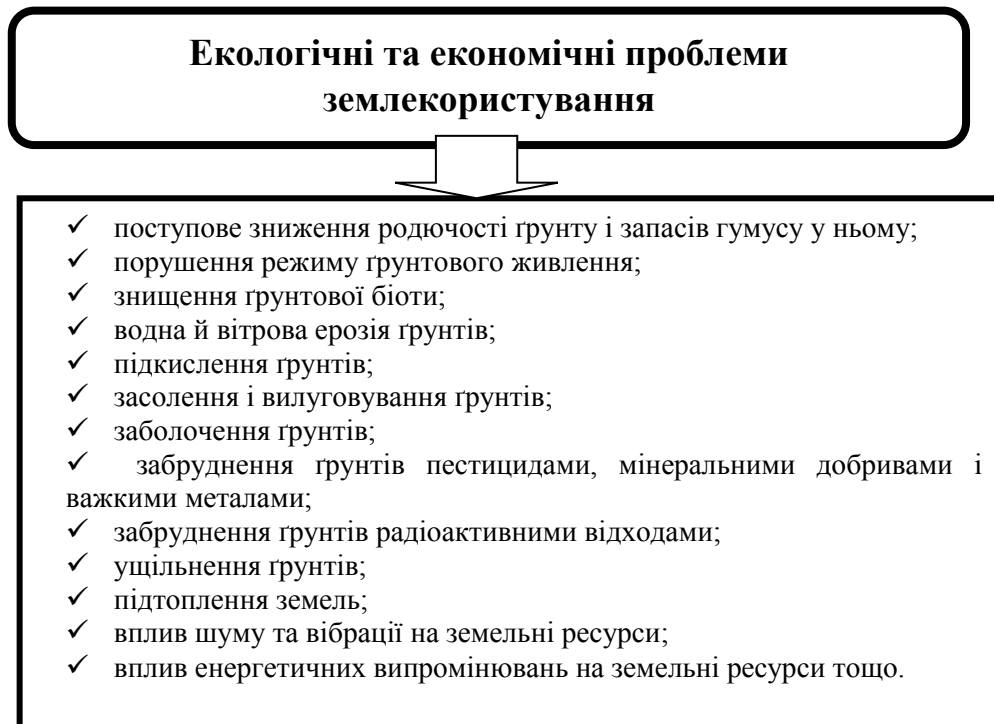 Екологічні та економічні проблеми
землекористування
✓ поступове зниження родючості ґрунту і запасів гумусу у ньому;
✓ порушення режиму ґрунтового живлення;
✓ знищення ґрунтової біоти;
✓ водна й вітрова ерозія ґрунтів;
✓ підкислення ґрунтів;
✓ засолення і вилуговування ґрунтів;
✓ заболочення ґрунтів;
✓ забруднення ґрунтів пестицидами, мінеральними добривами і
важкими металами;
✓ забруднення ґрунтів радіоактивними відходами;
✓ ущільнення ґрунтів;
✓ підтоплення земель;
✓ вплив шуму та вібрації на земельні ресурси;
✓ вплив енергетичних випромінювань на земельні ресурси тощо.